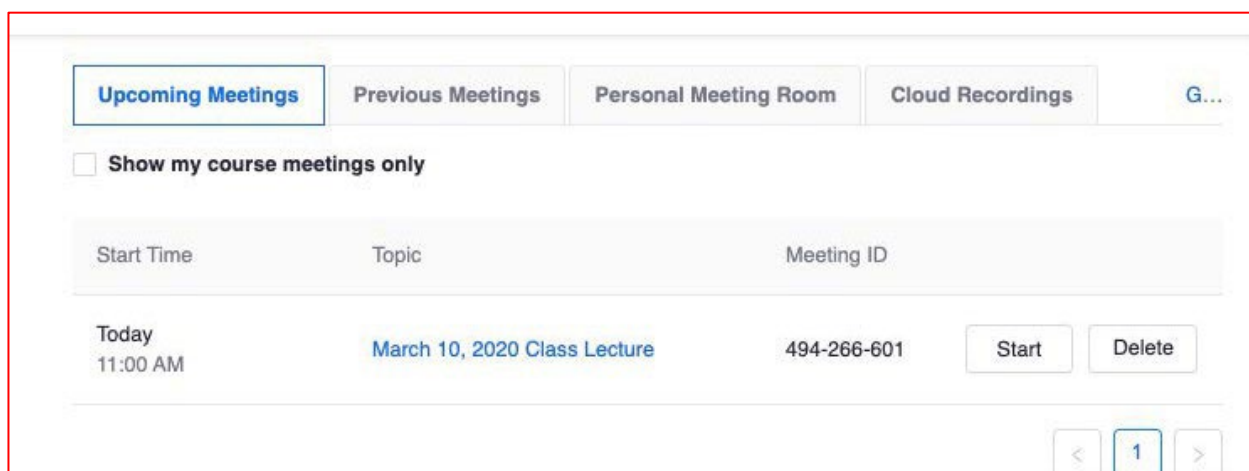 Upcoming Meetings Previous Meetings Personal Meeting Room Cloud Recordings G...
Show my course meetings only
Start Time Topic Meeting ID
Today
11:00 AM March 10, 2020 Class Lecture 494-266-601 Start Delete
< 1 >